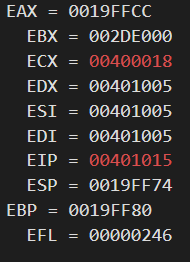 EAX = 0019FFCC
EBX = 002DE000
ECX = 00400018
EDX = 00401005
ESI = 00401005
EDI = 00401005
EIP = 00401015
ESP = 0019FF74
EBP = 0019FF80
EFL = 00000246